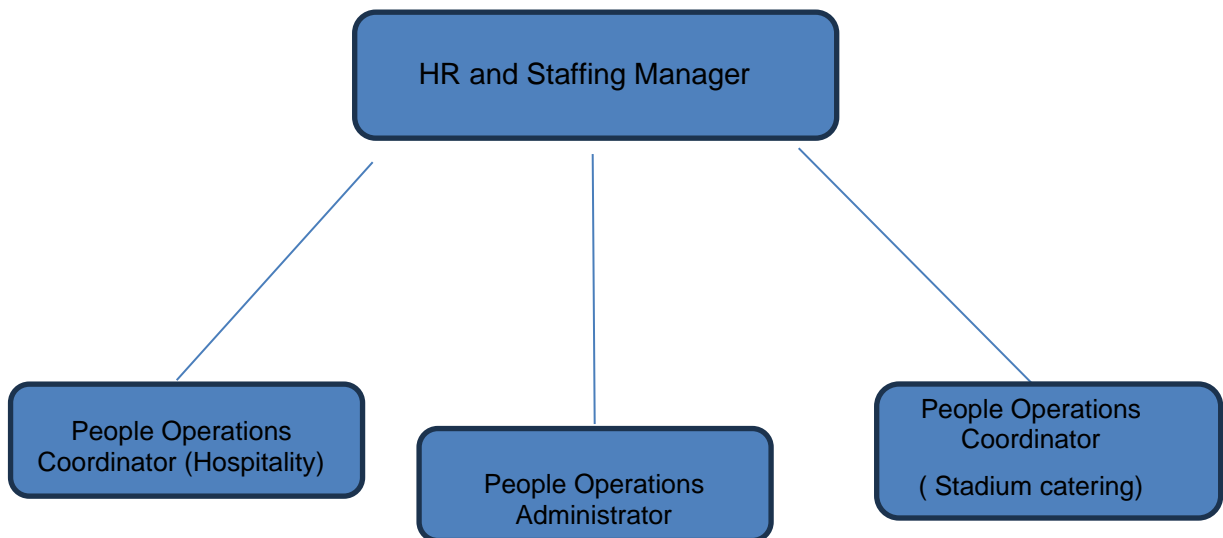 HR and Staffing Manager
People Operations
Coordinator (Hospitality)
People Operations
Administrator
People Operations
Coordinator
( Stadium catering)